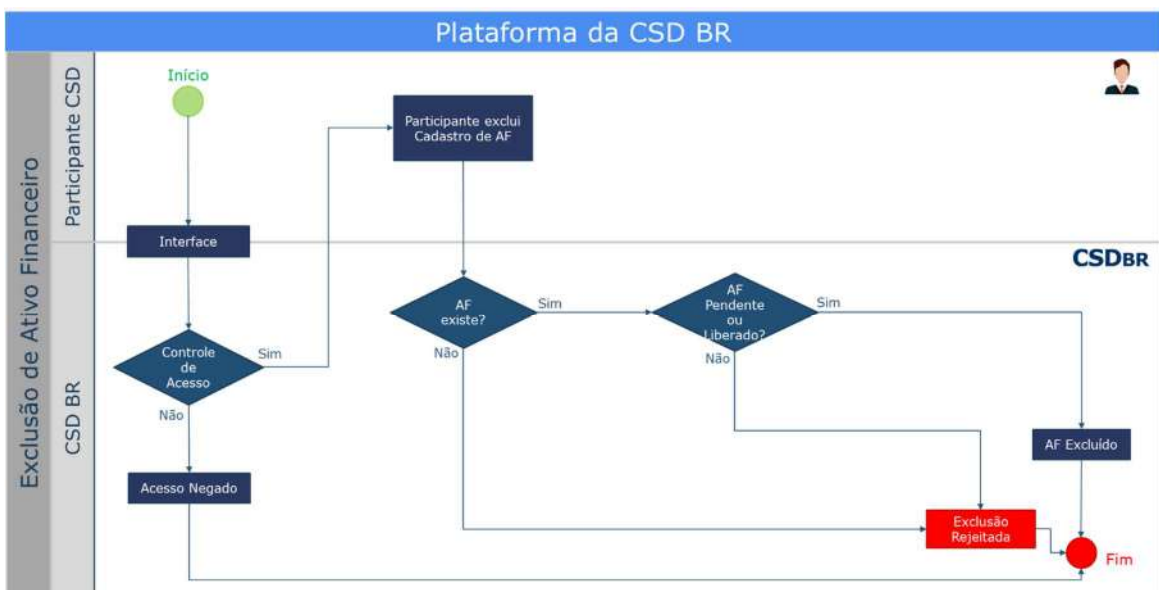 Plataforma da CSD BR
Exclusão de Ativo Financeiro
Participante CSD
Início
Participante exclui
Cadastro de AF
Interface
CSD BR
CSDBR
AF
existe?
Sim
Não
AF
Pendente
ou
Liberado?
Sim
Não
Controle
de
Acesso
Sim
Não
AF Excluído
Acesso Negado
Exclusão
Rejeitada
Fim